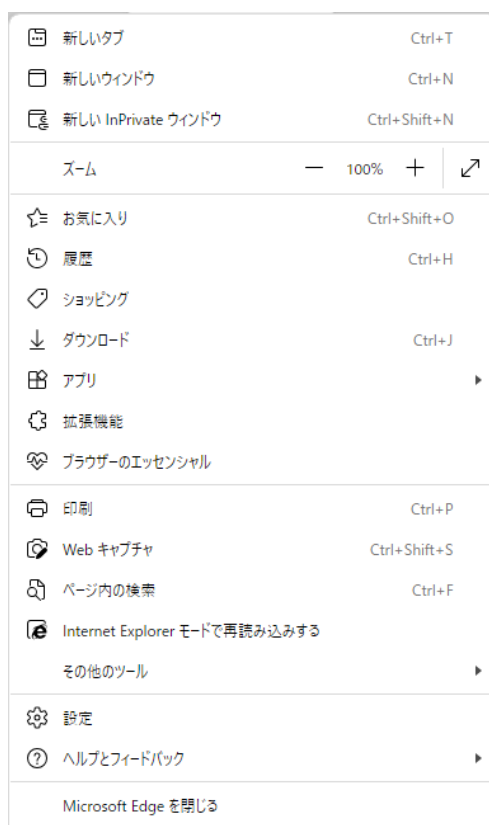 新しいタブ Ctrl+T
新しいウィンドウ Ctrl+N
新しい InPrivate ウィンドウ Ctrl+Shift+N
ズーム 100%
お気に入り Ctrl+Shift+O
履歴 Ctrl+H
ショッピング
ダウンロード Ctrl+J
アプリ
拡張機能
ブラウザーのエッセンシャル
印刷 Ctrl+P
Web キャプチャ Ctrl+Shift+S
ページ内の検索 Ctrl+F
Internet Explorer モードで再読み込みする
その他のツール
設定
ヘルプとフィードバック
Microsoft Edge を閉じる